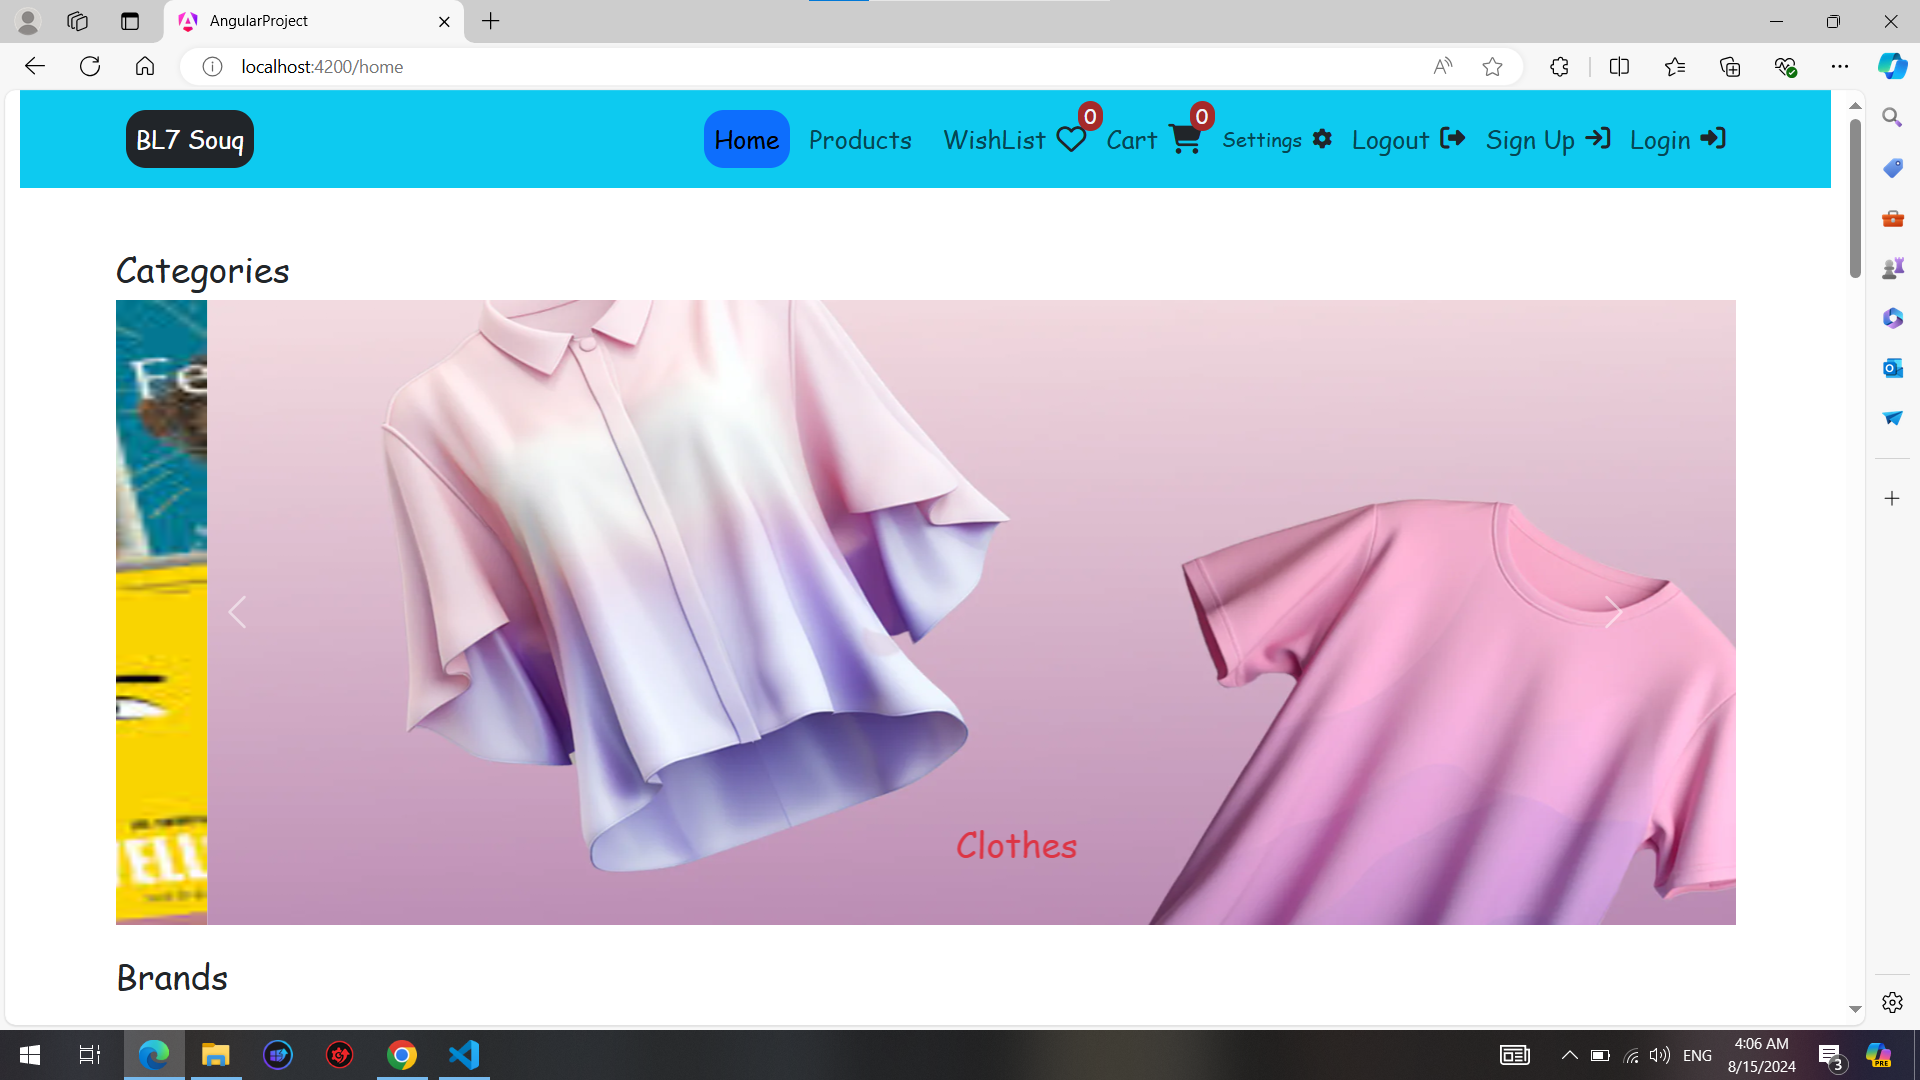 AngularProject
localhost:4200/home
BL7 Souq
Home Products WishList 0 Cart 0 Settings Logout Sign Up Login
Categories
Fe
Clothes
Brands
ENG
4:06 AM
8/15/2024
3
PRE